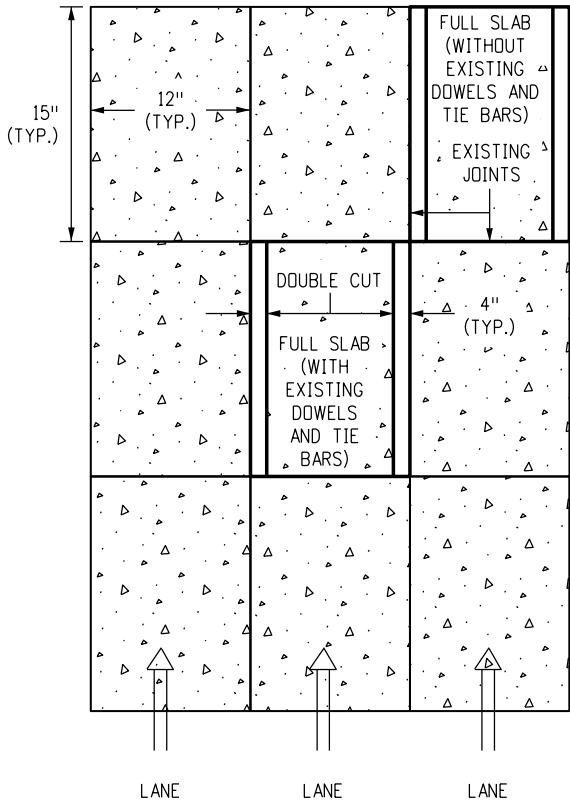 FULL SLAB
(WITHOUT
EXISTING
DOWELS AND
TIE BARS)
12"
(TYP.)
15"
(TYP.)
EXISTING
JOINTS
DOUBLE CUT
4"
(TYP.)
FULL SLAB
(WITH
EXISTING
DOWELS
AND TIE
BARS)
LANE
LANE
LANE